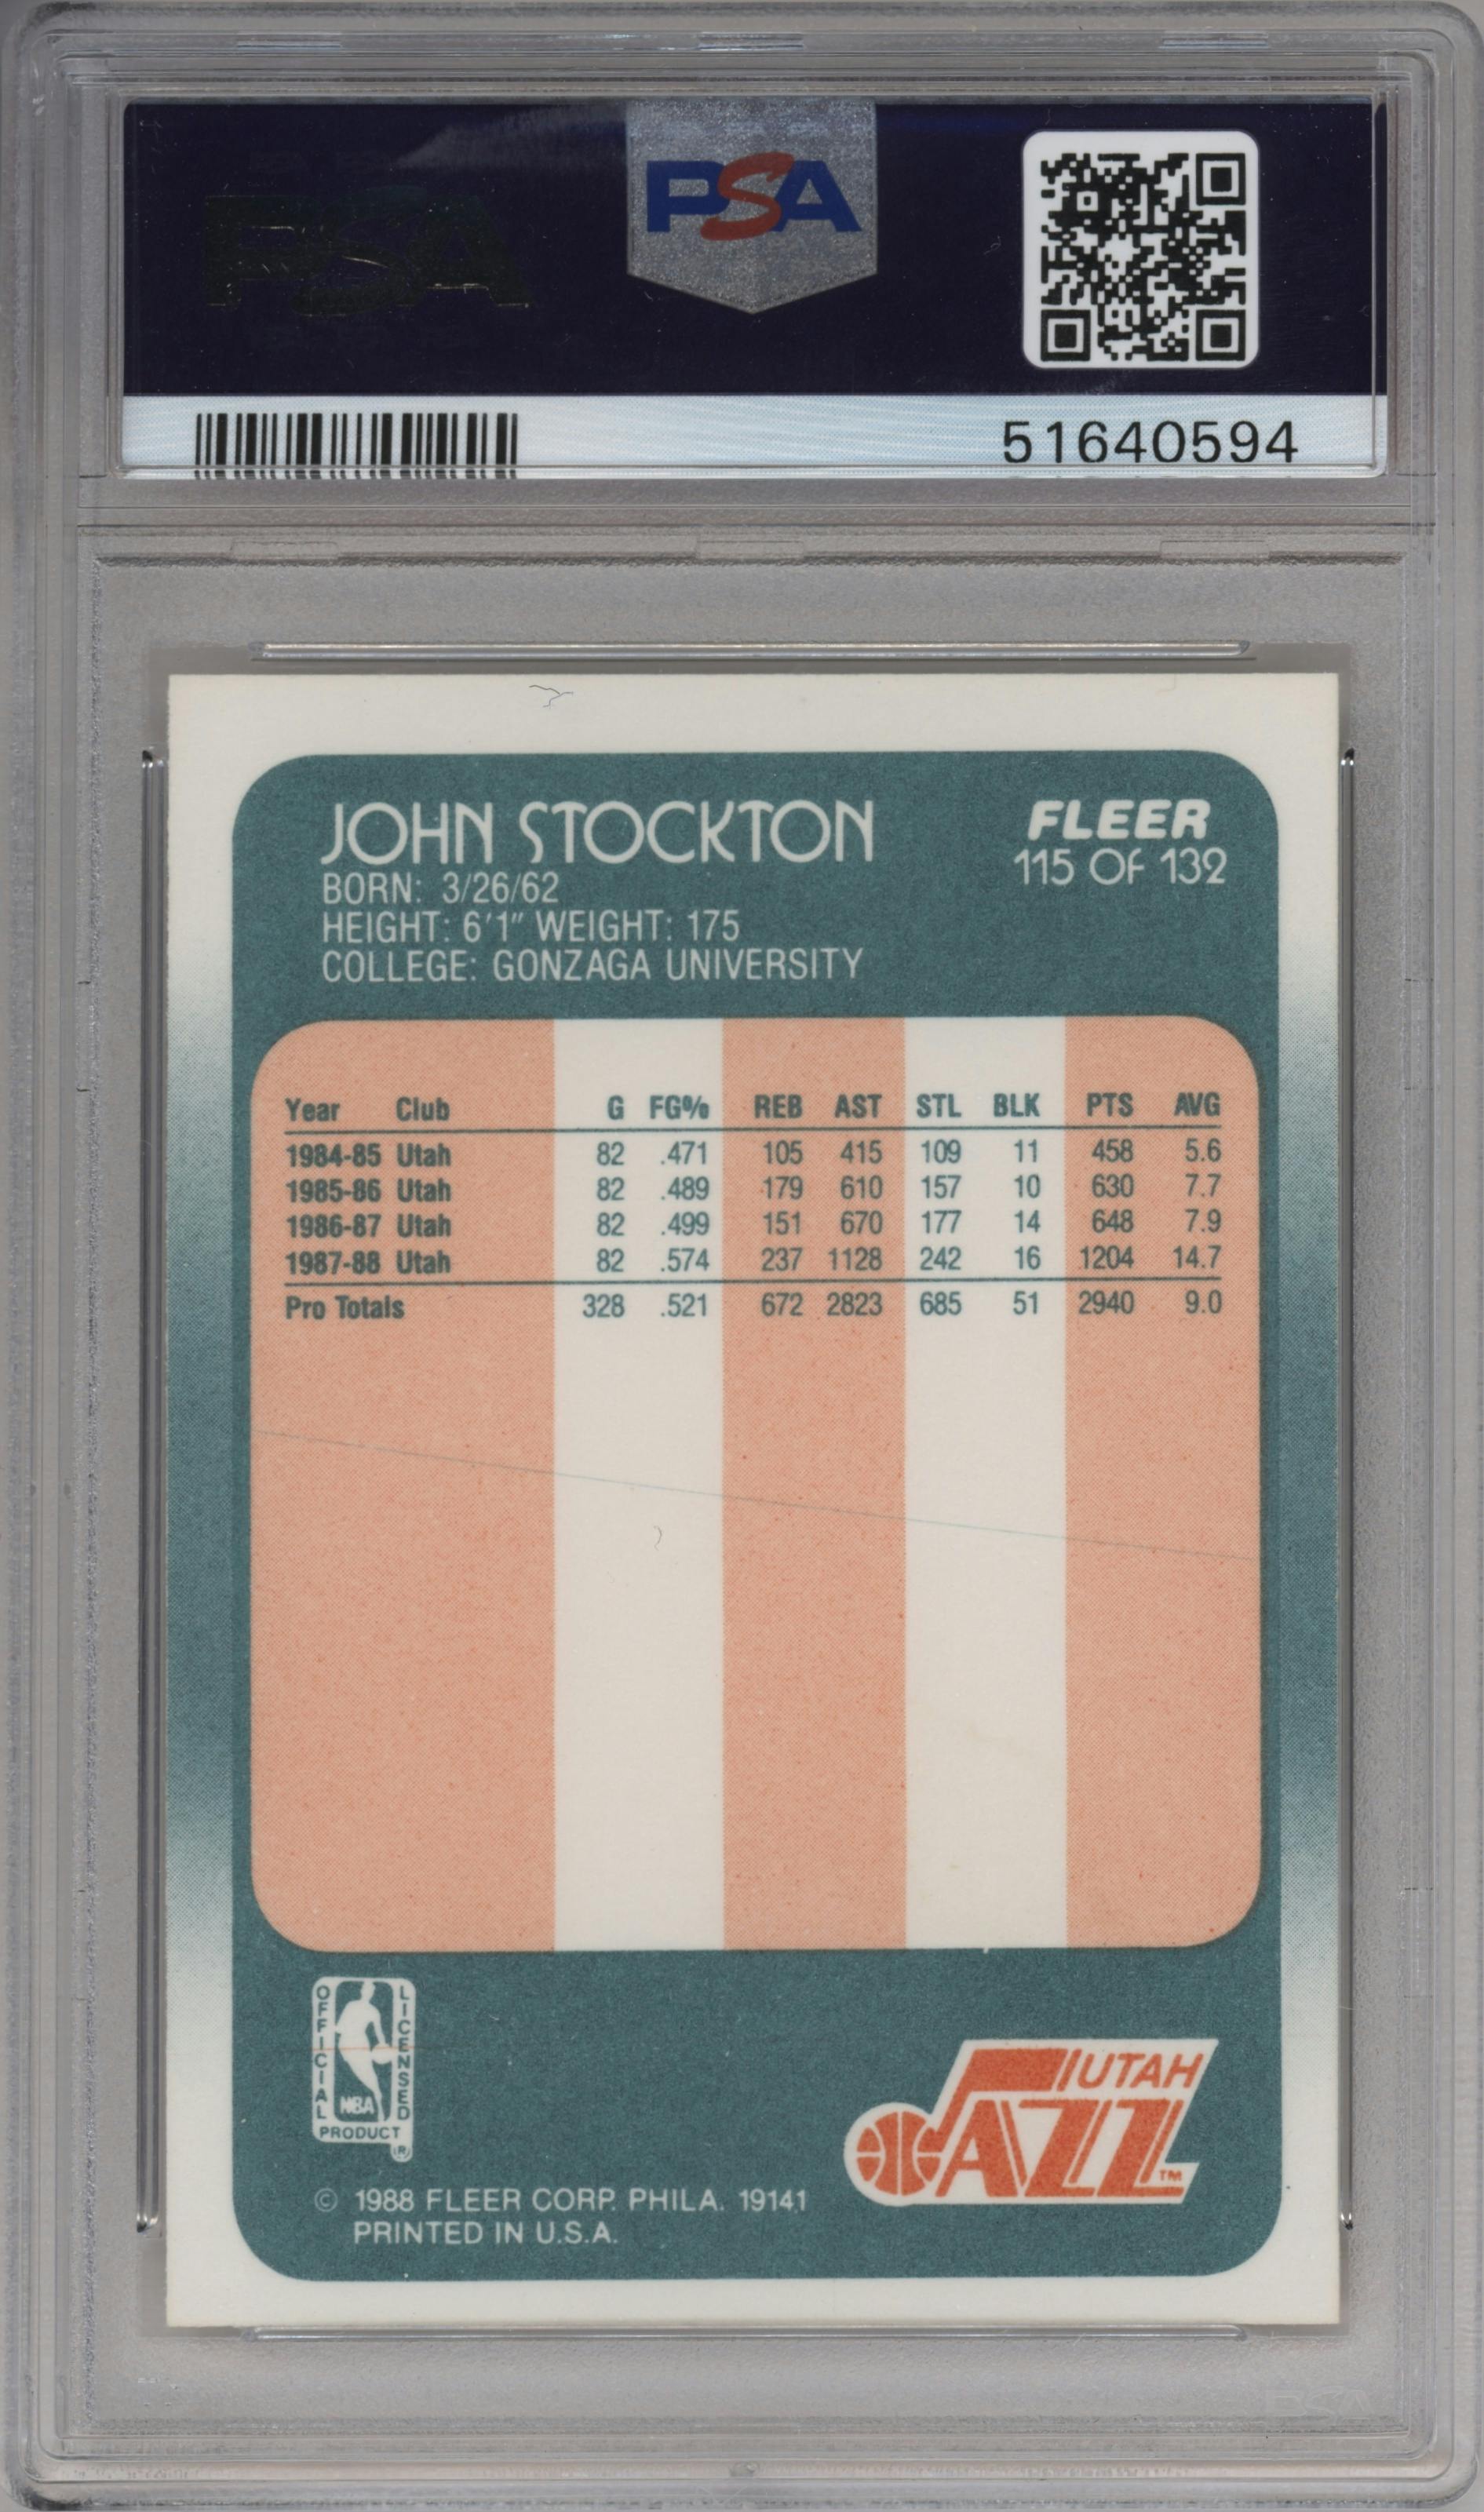 PSA
PSA
51640594
JOHN STOCKTON
BORN: 3/26/62
HEIGHT: 6'1" WEIGHT: 175
COLLEGE: GONZAGA UNIVERSITY
FLEER
115 OF 132
Year Club G FG% REB AST STL BLK PTS AVG
1984-85 Utah 82 .471 105 415 109 11 458 5.6
1985-86 Utah 82 .489 179 610 157 10 630 7.7
1986-87 Utah 82 .499 151 670 177 14 648 7.9
1987-88 Utah 82 .574 237 1128 242 16 1204 14.7
Pro Totals 328 .521 672 2823 685 51 2940 9.0
OFFICIAL
LICENSED
NBA
PRODUCT
®
UTAH
JAZZ
™
© 1988 FLEER CORP. PHILA. 19141
PRINTED IN U.S.A.
PSA